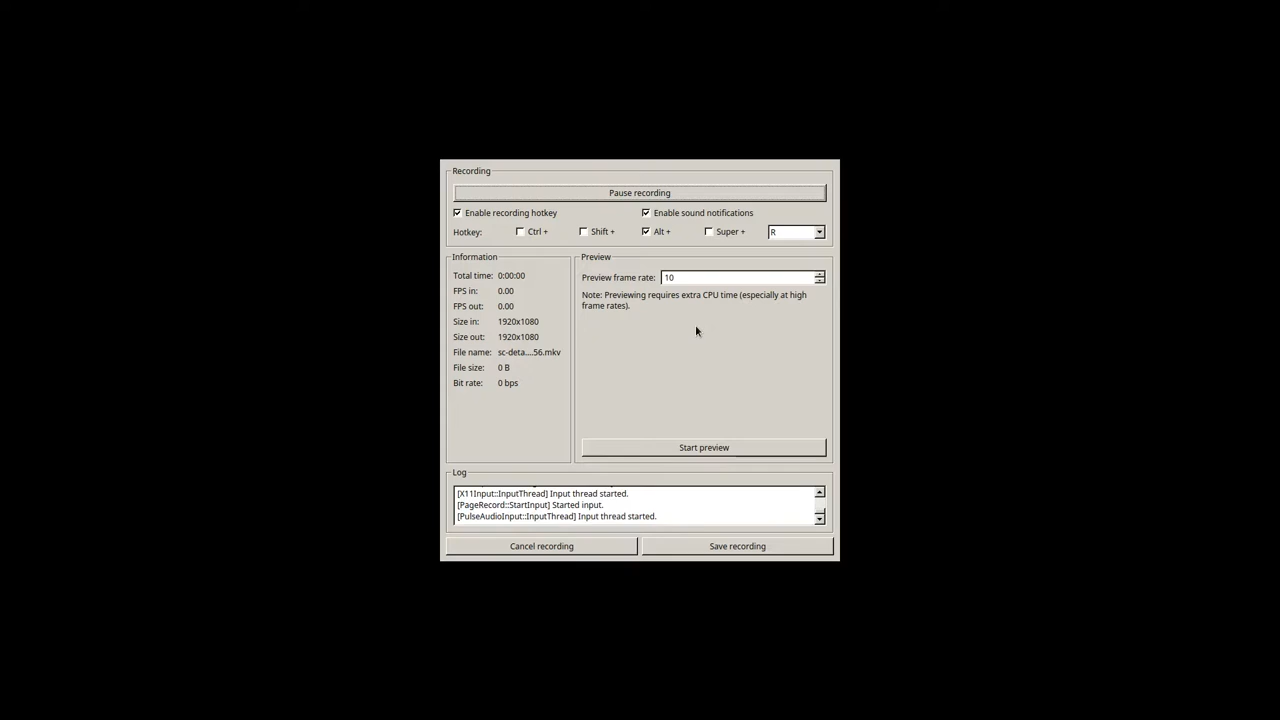 Recording
Pause recording
Enable recording hotkey Enable sound notifications
Hotkey: Ctrl + Shift + Alt + Super + R
Information
Total time: 0:00:00
FPS in: 0.00
FPS out: 0.00
Size in: 1920x1080
Size out: 1920x1080
File name: sc-deta....56.mkv
File size: 0 B
Bit rate: 0 bps
Preview
Preview frame rate: 10
Note: Previewing requires extra CPU time (especially at high
frame rates).
Start preview
Log
[X11Input::InputThread] Input thread started.
[PageRecord::StartInput] Started input.
[PulseAudioInput::InputThread] Input thread started.
Cancel recording Save recording